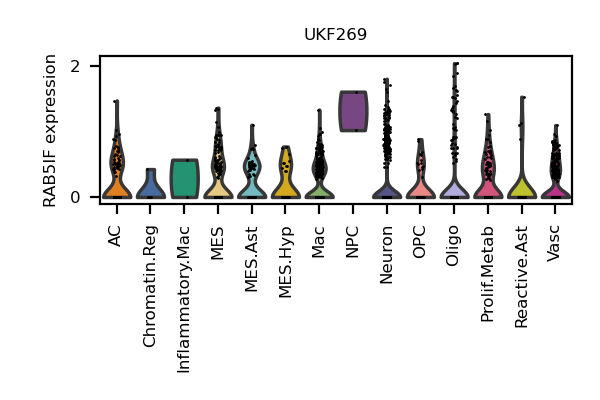 UKF269
RAB5IF expression
2
0
AC
Chromatin.Reg
Inflammatory.Mac
MES
MES.Ast
MES.Hyp
Mac
NPC
Neuron
OPC
Oligo
Prolif.Metab
Reactive.Ast
Vasc